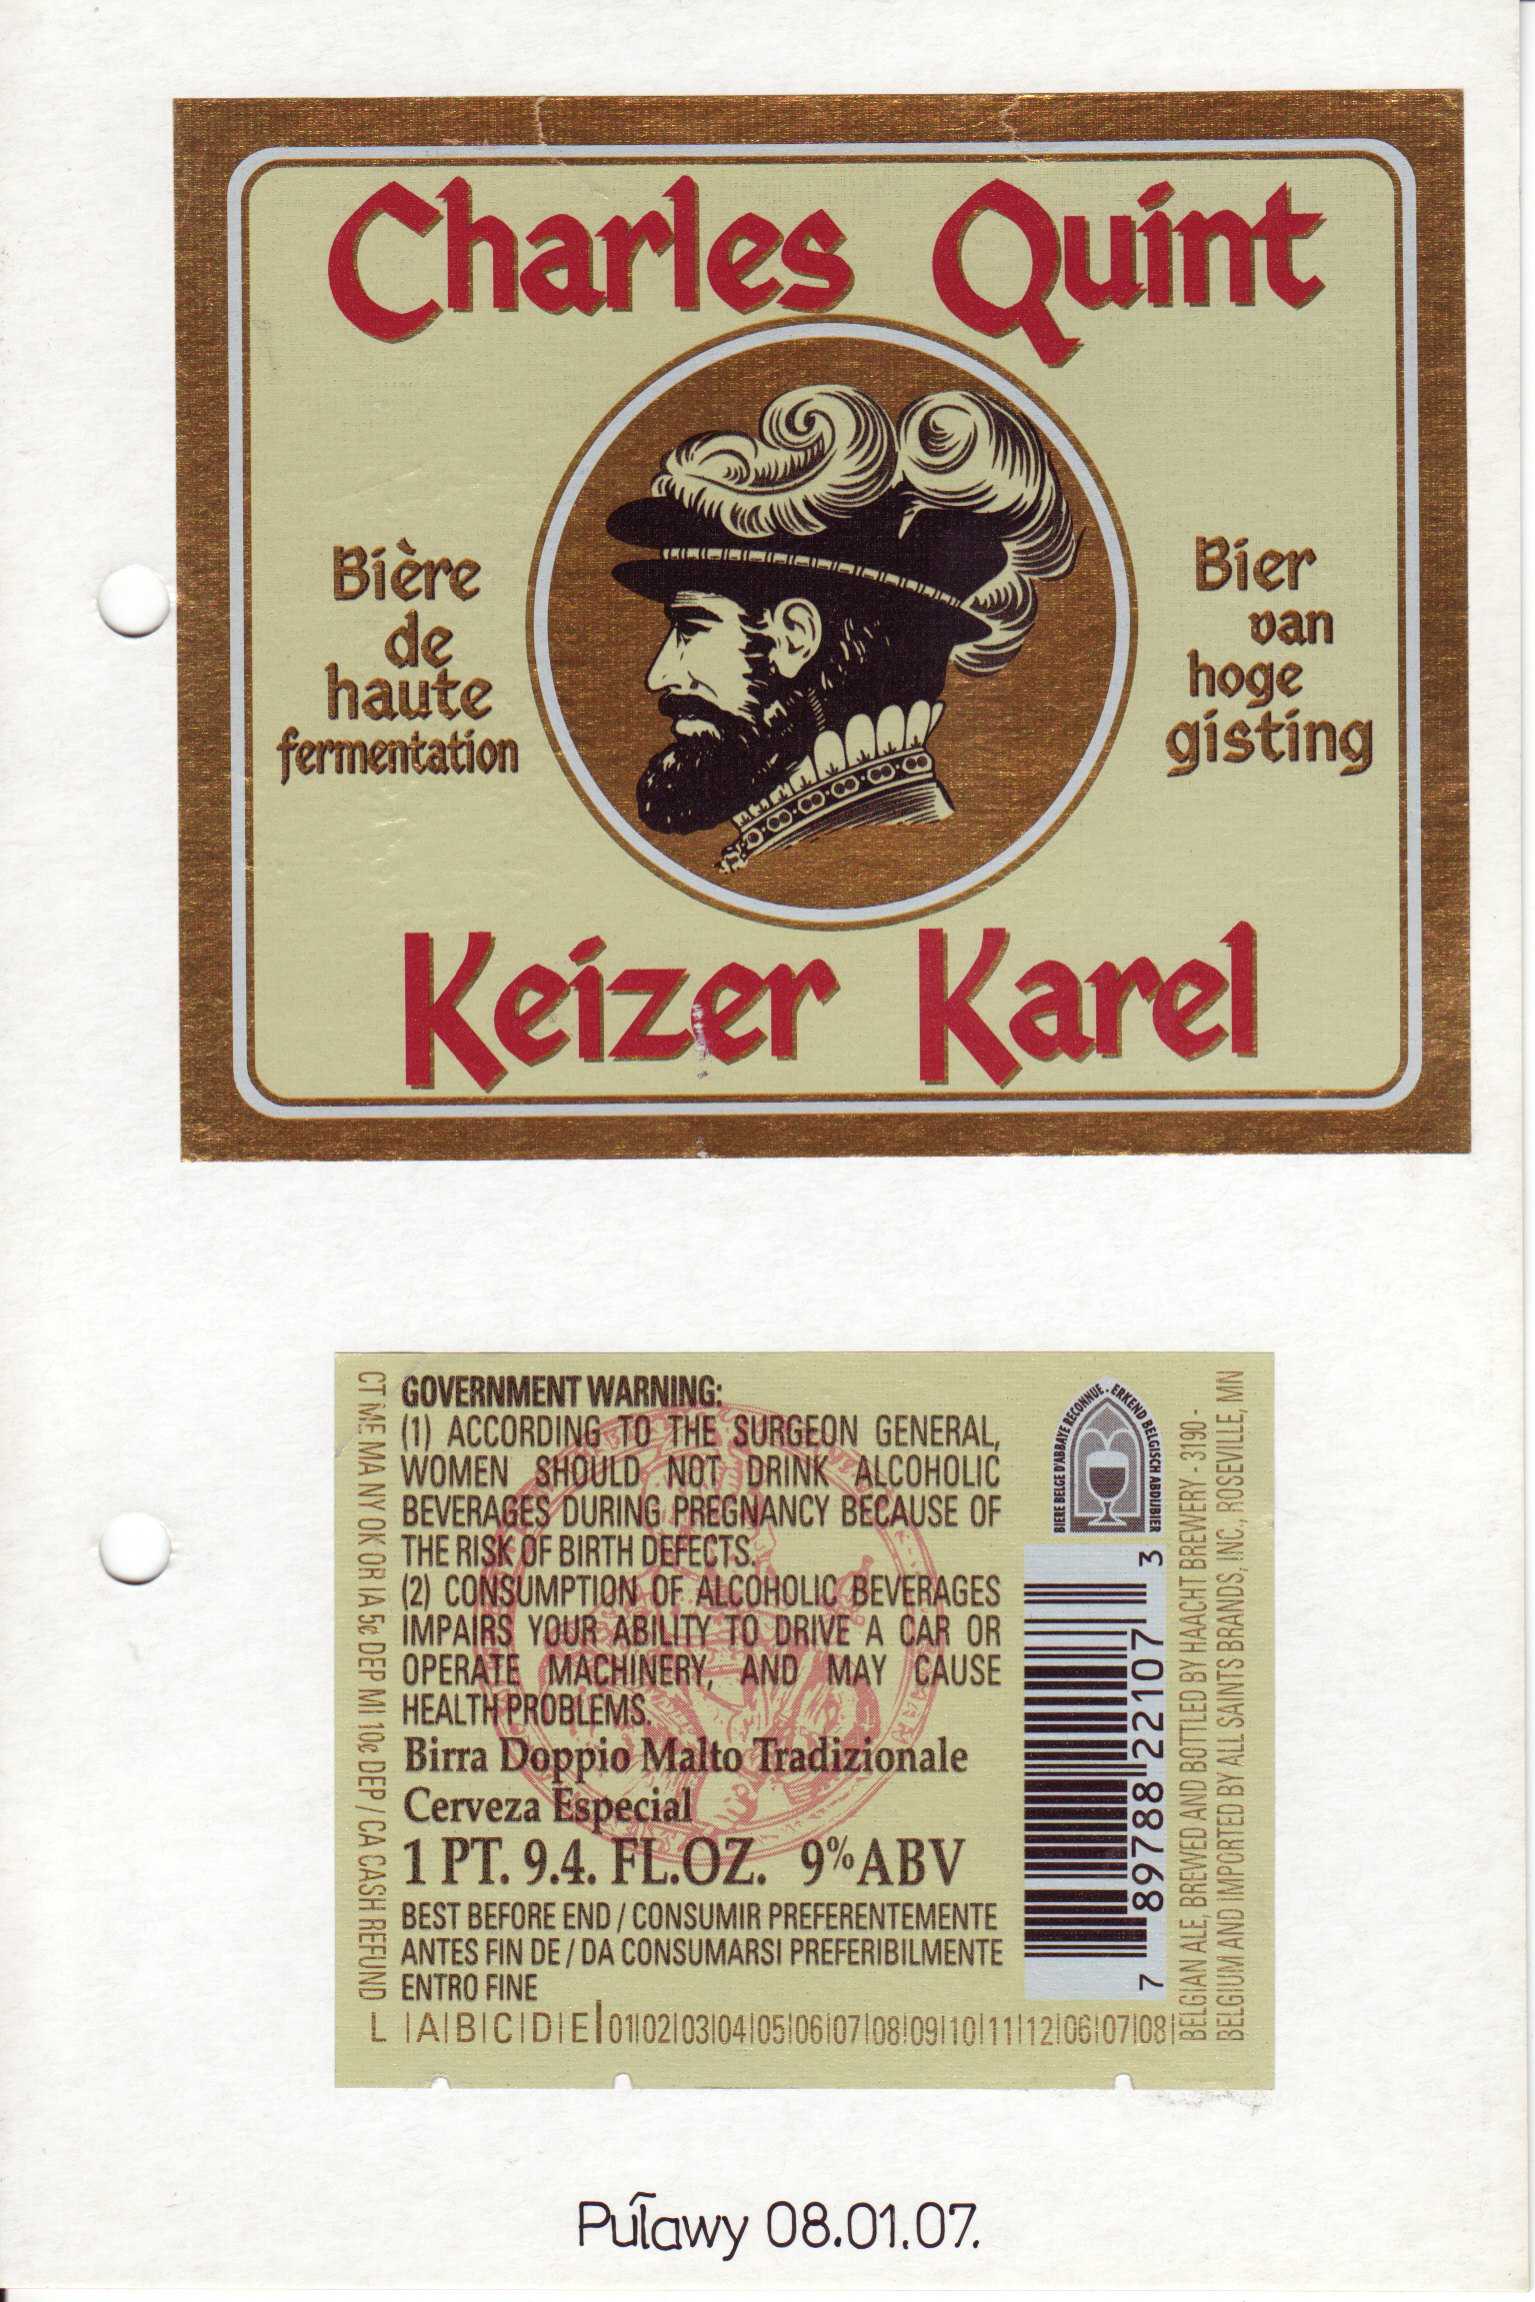 Charles Quint
Bière
de
haute
fermentation
Bier
van
hoge
gisting
Keizer Karel
CT ME MA NY OK OR IA 5¢ DEP MI 10¢ DEP / CA CASH REFUND
GOVERNMENT WARNING:
(1) ACCORDING TO THE SURGEON GENERAL,
WOMEN SHOULD NOT DRINK ALCOHOLIC
BEVERAGES DURING PREGNANCY BECAUSE OF
THE RISK OF BIRTH DEFECTS.
(2) CONSUMPTION OF ALCOHOLIC BEVERAGES
IMPAIRS YOUR ABILITY TO DRIVE A CAR OR
OPERATE MACHINERY, AND MAY CAUSE
HEALTH PROBLEMS.
Birra Doppio Malto Tradizionale
Cerveza Especial
1 PT. 9.4. FL.OZ. 9% ABV
BEST BEFORE END / CONSUMIR PREFERENTEMENTE
ANTES FIN DE / DA CONSUMARSI PREFERIBILMENTE
ENTRO FINE
L |A|B|C|D|E|01|02|03|04|05|06|07|08|09|10|11|12|06|07|08|
BIERE BELGE D'ABBAYE RECONNUE - ERKEND BELGISCH ABDIJBIER
7 89788 22107 3
BELGIAN ALE, BREWED AND BOTTLED BY HAACHT BREWERY - 3190 -
BELGIUM AND IMPORTED BY ALL SAINTS BRANDS, INC., ROSEVILLE, MN
Puławy 08.01.07.